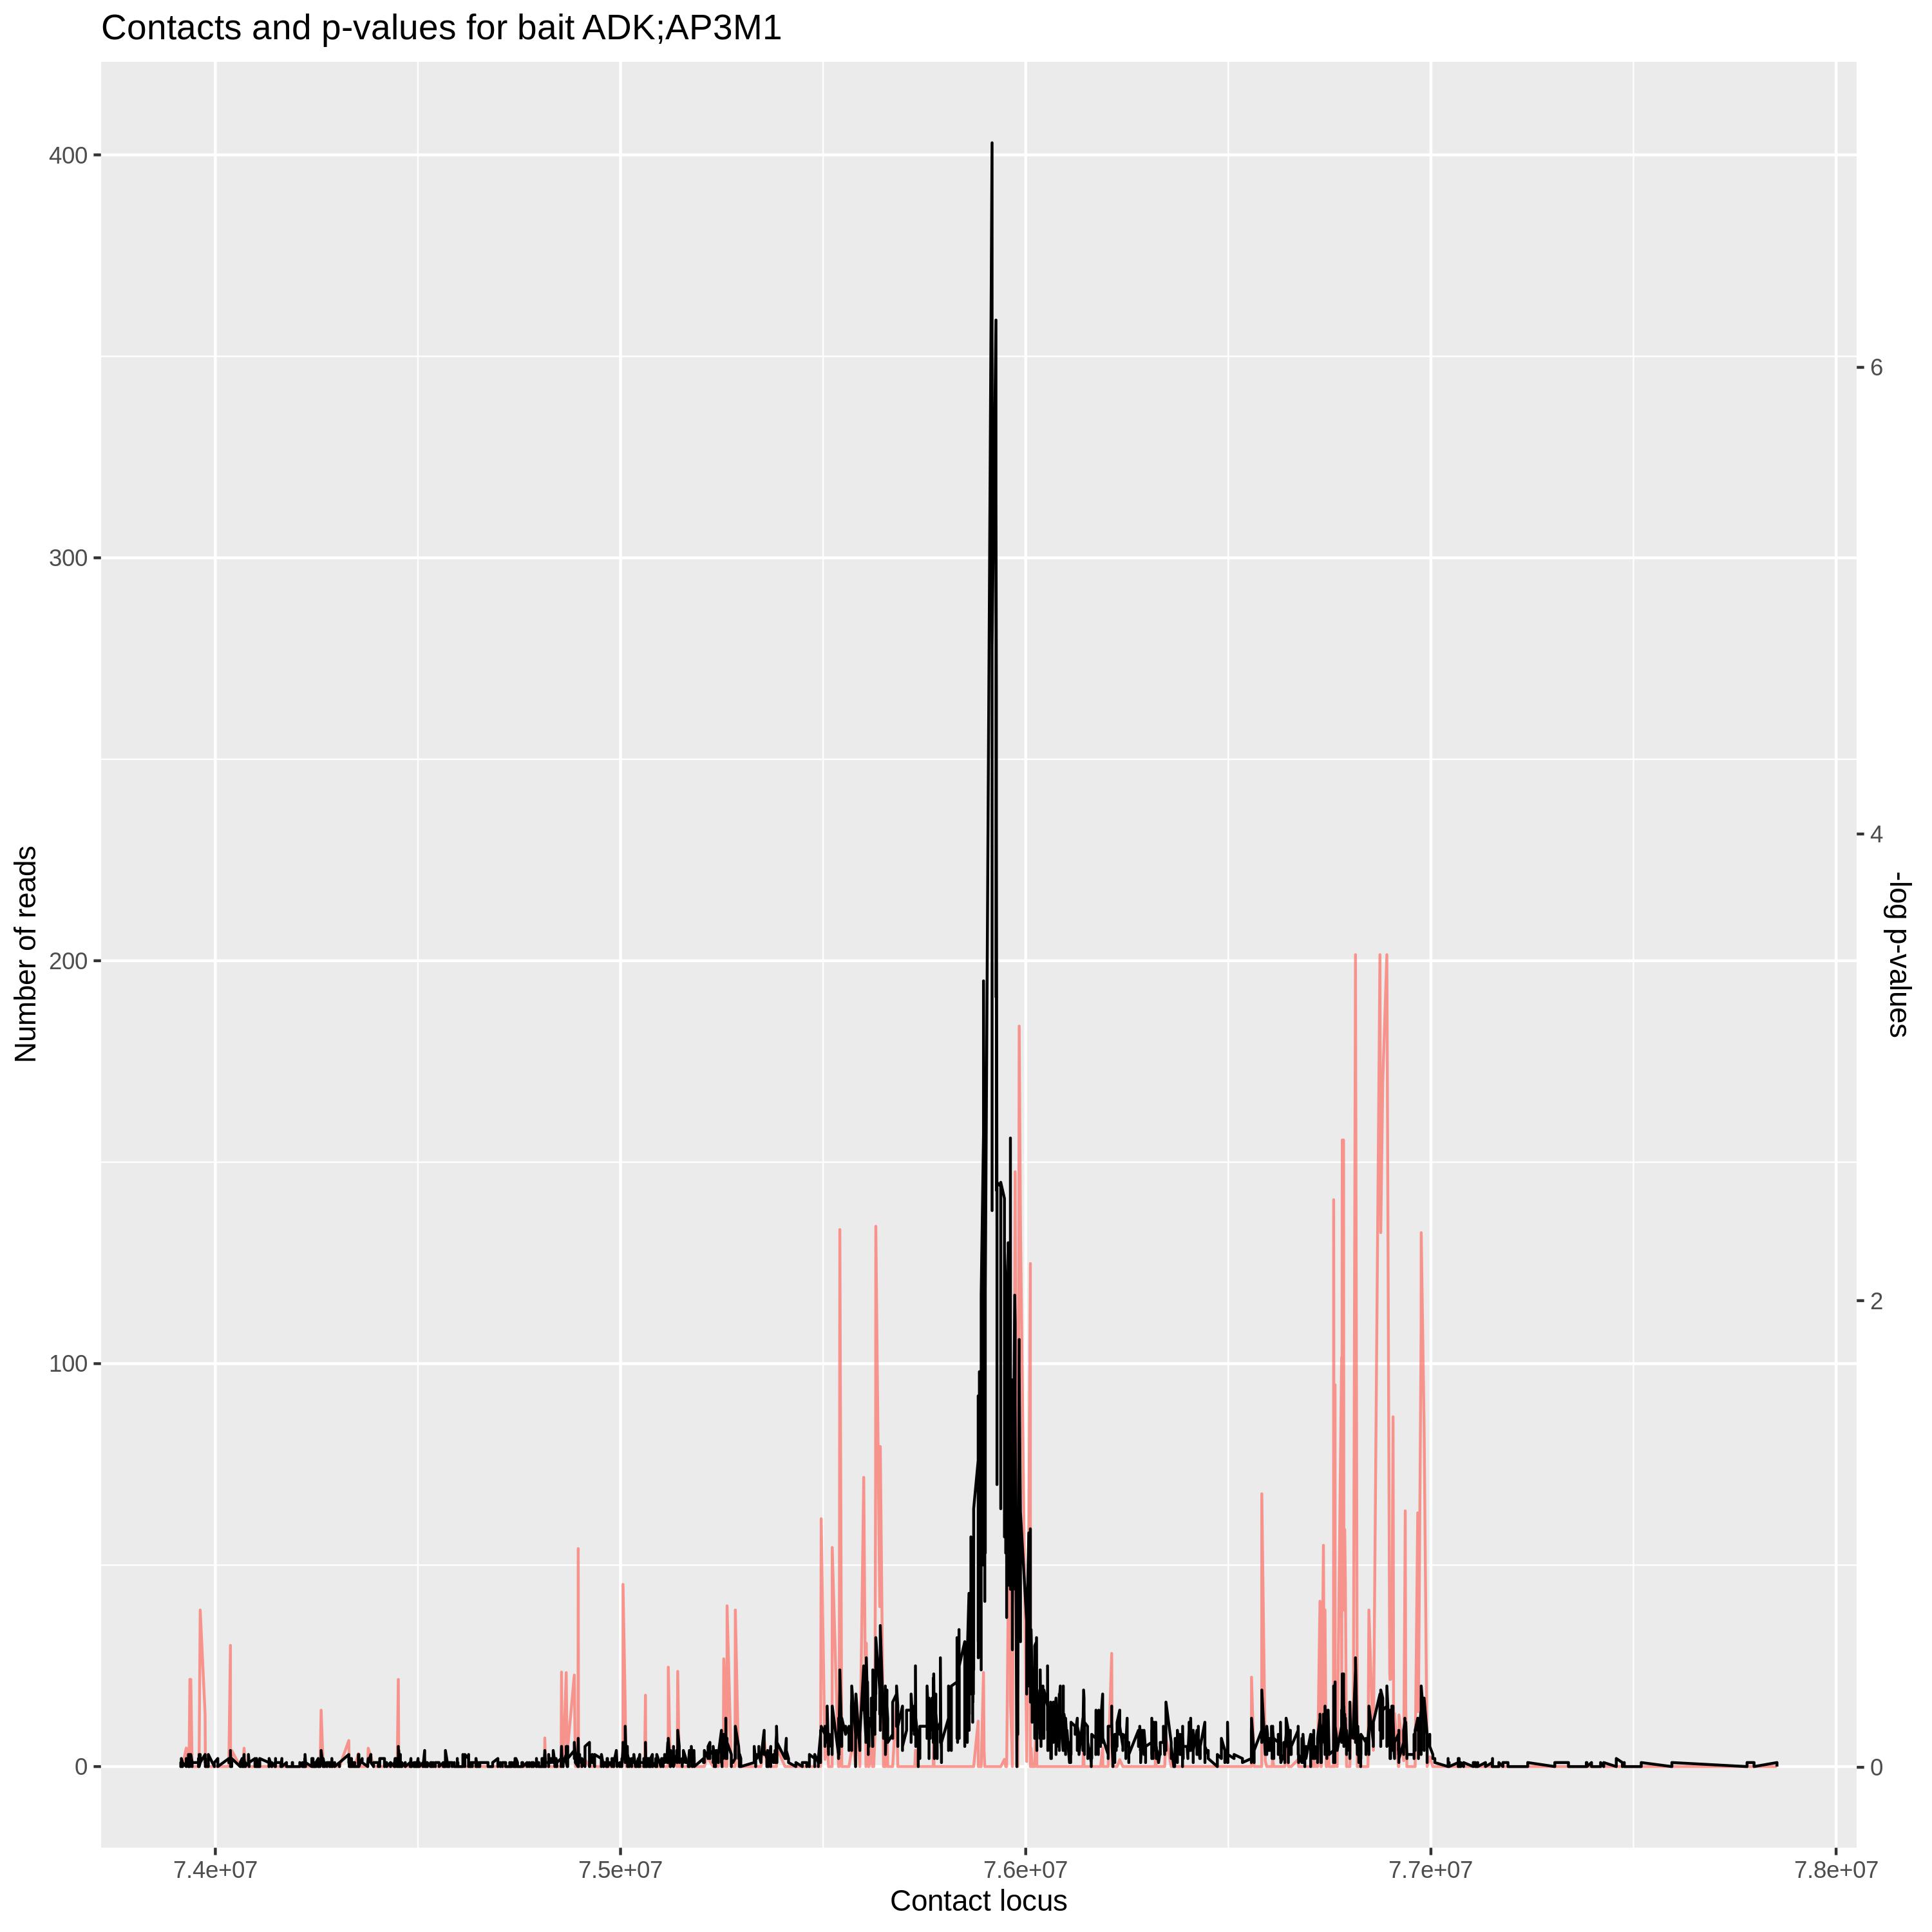 Contacts and p-values for bait ADK;AP3M1
400
300
200
100
0
Number of reads
6
4
2
0
-log p-values
7.4e+07
7.5e+07
7.6e+07
7.7e+07
7.8e+07
Contact locus